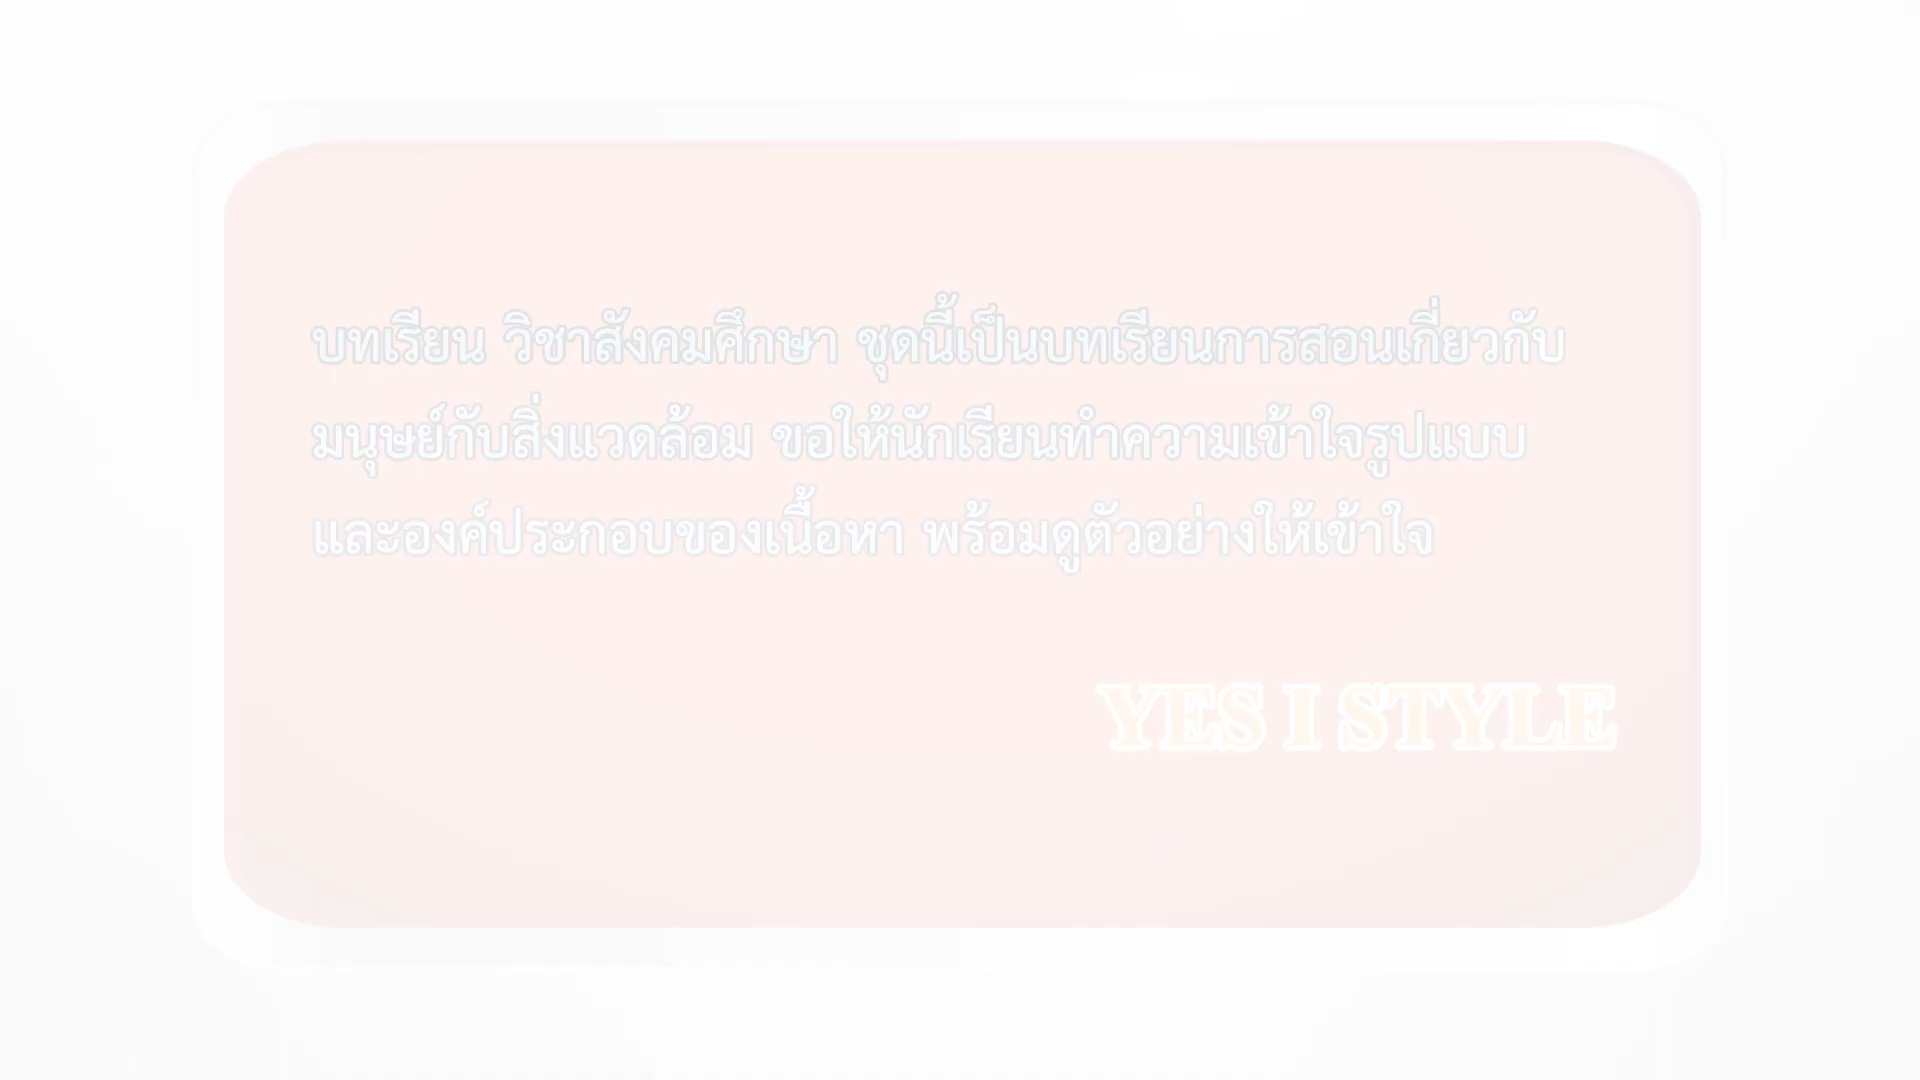 บทเรียน วิชาสังคมศึกษา ชุดนี้เป็นบทเรียนการสอนเกี่ยวกับ
มนุษย์กับสิ่งแวดล้อม ขอให้นักเรียนทำความเข้าใจรูปแบบ
และองค์ประกอบของเนื้อหา พร้อมดูตัวอย่างให้เข้าใจ
YES I STYLE